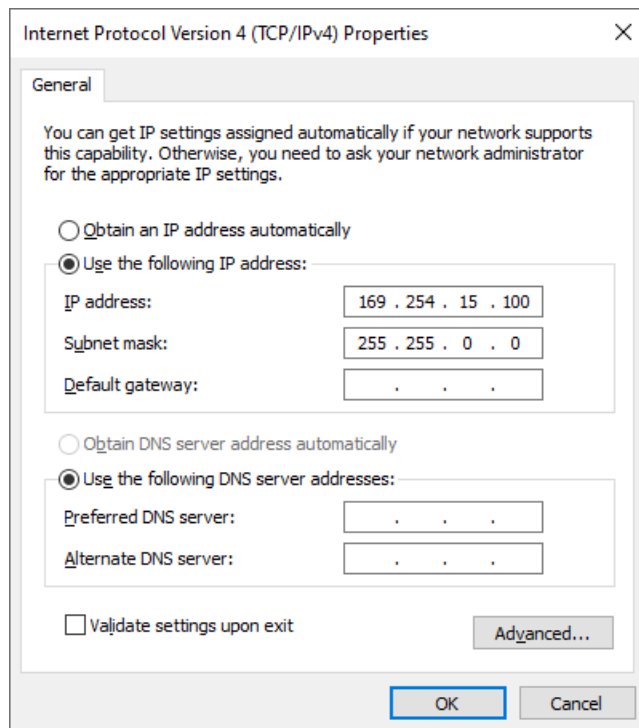 Internet Protocol Version 4 (TCP/IPv4) Properties
General
You can get IP settings assigned automatically if your network supports
this capability. Otherwise, you need to ask your network administrator
for the appropriate IP settings.
Obtain an IP address automatically
Use the following IP address:
IP address: 169 . 254 . 15 . 100
Subnet mask: 255 . 255 . 0 . 0
Default gateway: . . .
Obtain DNS server address automatically
Use the following DNS server addresses:
Preferred DNS server: . . .
Alternate DNS server: . . .
Validate settings upon exit
Advanced...
OK Cancel